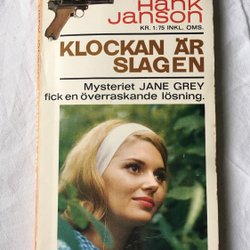 Hank
Janson
KR. 1:75 INKL. OMS.
KLOCKAN ÄR
SLAGEN
Mysteriet JANE GREY
fick en överraskande lösning.